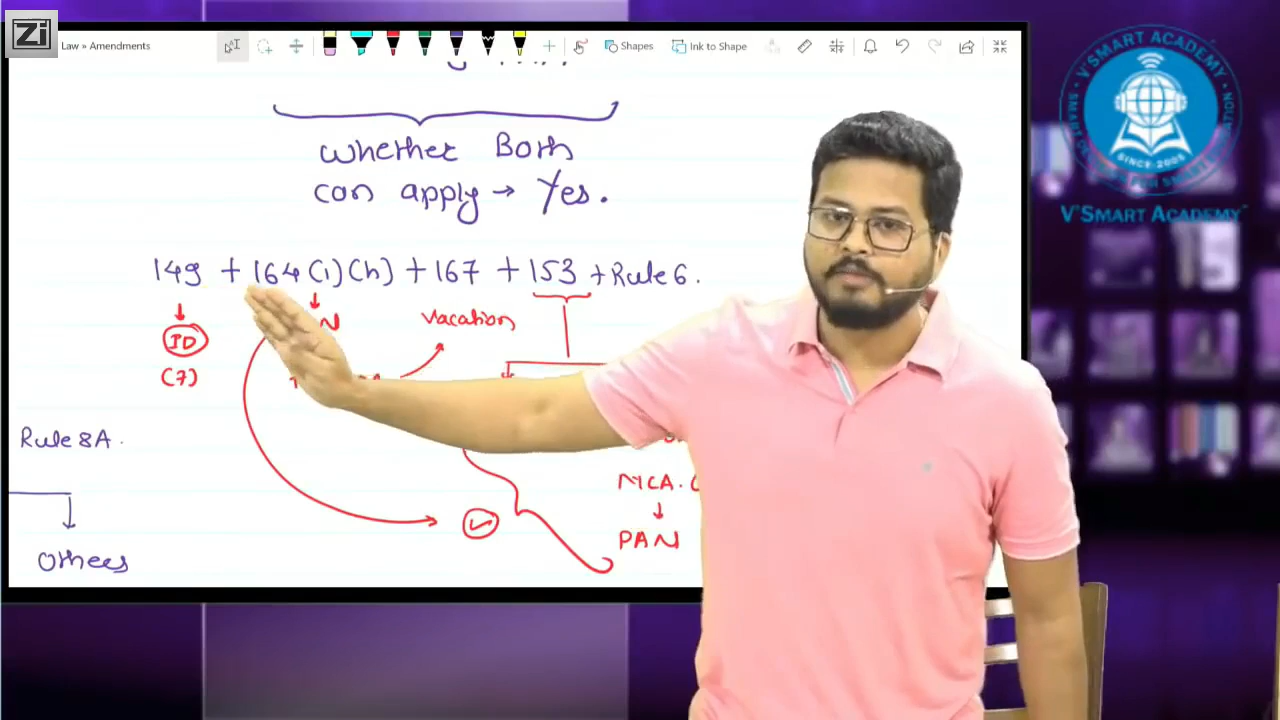 Zi
Law » Amendments
Shapes
Ink to Shape
V'SMART ACADEMY
SINCE-2005
V'SMART ACADEMY
Whether Both
can apply → Yes.
149 + 164 (1)(h) + 167 + 153 + Rule 6.
ID
(7)
Vacation
Rule 8A.
MCA.
PAN
Others